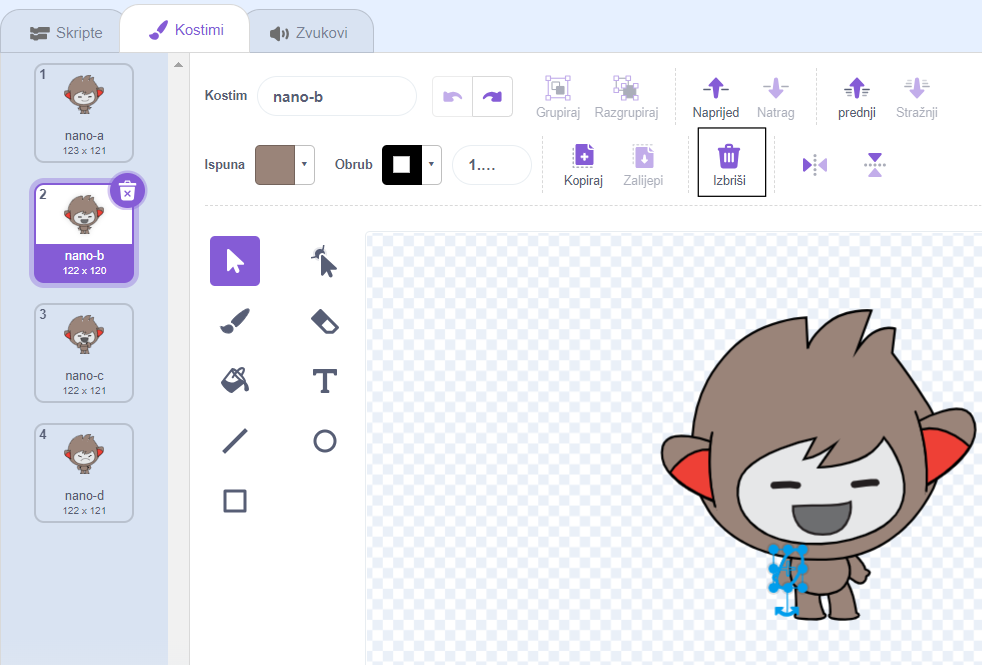 Skripte
Kostimi
Zvukovi
1
nano-a
123 x 121
2
nano-b
122 x 120
3
nano-c
122 x 121
4
nano-d
122 x 121
Kostim
nano-b
Grupiraj
Razgrupiraj
Naprijed
Natrag
prednji
Stražnji
Ispuna
Obrub
1....
Kopiraj
Zalijepi
Izbriši
T